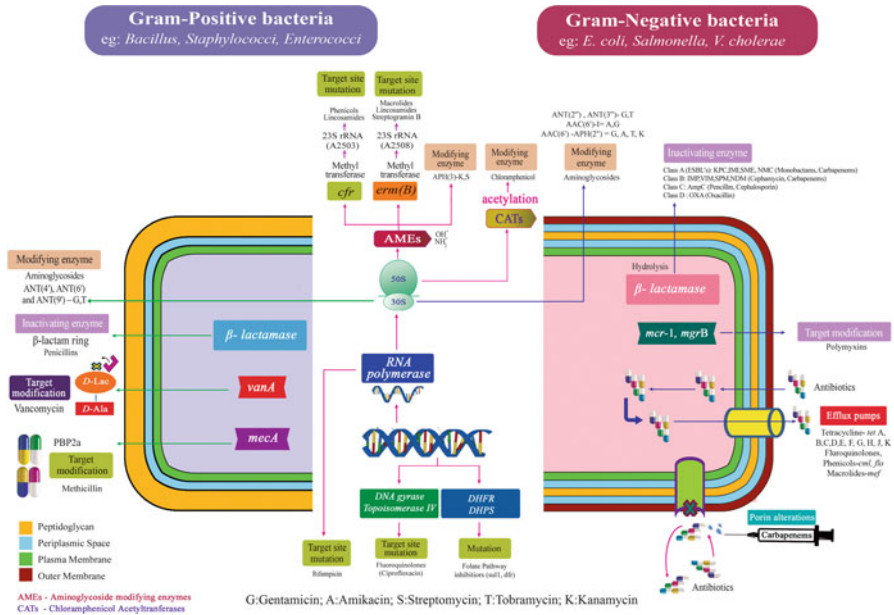 Gram-Positive bacteria
eg: Bacillus, Staphylococci, Enterococci
Gram-Negative bacteria
eg: E. coli, Salmonella, V. cholerae
Target site
mutation
Phenicols
Lincosamides
23S rRNA
(A2503)
Methyl
transferase
cfr
Target site
mutation
Macrolides
Lincosamides
Streptogramin B
23S rRNA
(A2508)
Methyl
transferase
erm(B)
Modifying
enzyme
APH(3)-K,S
Modifying
enzyme
Chloramphenicol
acetylation
CATs
ANT(2") , ANT(3")- G,T
AAC(6')-I= A,G
AAC(6') -APH(2") = G, A, T, K
Modifying
enzyme
Aminoglycosides
Inactivating enzyme
Class A (ESBL's): KPC,IMI,SME, NMC (Monobactams, Carbapenems)
Class B: IMP,VIM,SPM,NDM (Cephamycin, Carbapenems)
Class C: AmpC (Pencillm, Cephalosporin)
Class D : OXA (Oxacillin)
AMEs
OH
NH2
50S
30S
Modifying enzyme
Aminoglycosides
ANT(4'), ANT(6')
and ANT(9') – G,T
Inactivating enzyme
β-lactam ring
Penicillins
β- lactamase
D-Lac
D-Ala
Target
modification
Vancomycin
vanA
PBP2a
Target
modification
Methicillin
mecA
RNA
polymerase
Hydrolysis
β- lactamase
mcr-1, mgrB
Target modification
Polymyxins
Antibiotics
Efflux pumps
Tetracycline- tet A,
B,C,D,E, F, G, H, J, K
Fluroquinolones,
Phenicols-cml, flo
Macrolides-mef
DNA gyrase
Topoisomerase IV
DHFR
DHPS
Target site
mutation
Rifampicin
Target site
mutation
Fluoroquinolones
(Ciprofloxacin)
Mutation
Folane Pathway
inhibitiors (sul1, dfr)
Porin alterations
Carbapenems
Antibiotics
Peptidoglycan
Periplasmic Space
Plasma Membrane
Outer Membrane
AMEs - Aminoglycoside modifying enzymes
CATs - Chloramphenicol Acetyltranferases
G:Gentamicin; A:Amikacin; S:Streptomycin; T:Tobramycin; K:Kanamycin